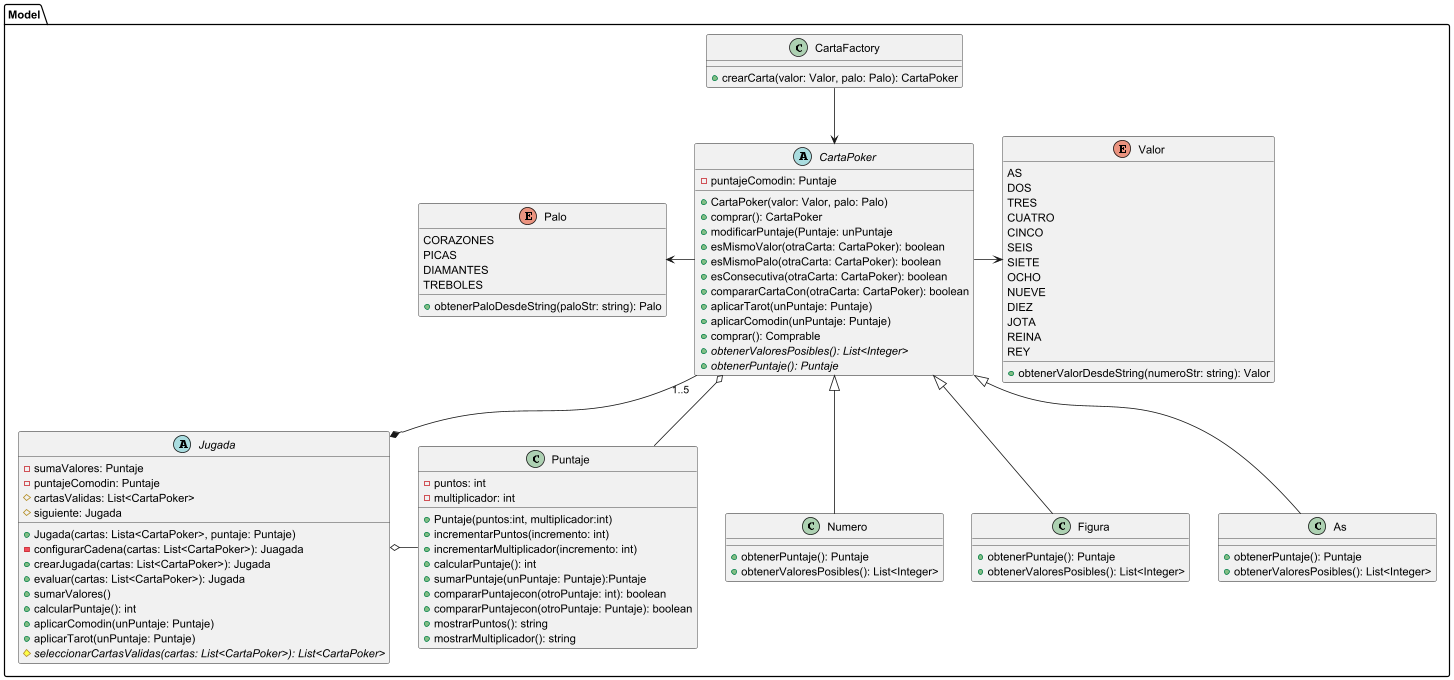 Model
C CartaFactory
crearCarta(valor: Valor, palo: Palo): CartaPoker
A CartaPoker
puntajeComodin: Puntaje
CartaPoker(valor: Valor, palo: Palo)
comprar(): CartaPoker
modificarPuntaje(Puntaje: unPuntaje
esMismoValor(otraCarta: CartaPoker): boolean
esMismoPalo(otraCarta: CartaPoker): boolean
esConsecutiva(otraCarta: CartaPoker): boolean
compararCartaCon(otraCarta: CartaPoker): boolean
aplicarTarot(unPuntaje: Puntaje)
aplicarComodin(unPuntaje: Puntaje)
comprar(): Comprable
obtenerValoresPosibles(): List<Integer>
obtenerPuntaje(): Puntaje
E Valor
AS
DOS
TRES
CUATRO
CINCO
SEIS
SIETE
OCHO
NUEVE
DIEZ
JOTA
REINA
REY
obtenerValorDesdeString(numeroStr: string): Valor
E Palo
CORAZONES
PICAS
DIAMANTES
TREBOLES
obtenerPaloDesdeString(paloStr: string): Palo
1..5
A Jugada
sumaValores: Puntaje
puntajeComodin: Puntaje
cartasValidas: List<CartaPoker>
siguiente: Jugada
Jugada(cartas: Lista<CartaPoker>, puntaje: Puntaje)
configurarCadena(cartas: List<CartaPoker>): Juagada
crearJugada(cartas: List<CartaPoker>): Jugada
evaluar(cartas: List<CartaPoker>): Jugada
sumarValores()
calcularPuntaje(): int
aplicarComodin(unPuntaje: Puntaje)
aplicarTarot(unPuntaje: Puntaje)
seleccionarCartasValidas(cartas: List<CartaPoker>): List<CartaPoker>
C Puntaje
puntos: int
multiplicador: int
Puntaje(puntos:int, multiplicador:int)
incrementarPuntos(incremento: int)
incrementarMultiplicador(incremento: int)
calcularPuntaje(): int
sumarPuntaje(unPuntaje: Puntaje):Puntaje
compararPuntajecon(otroPuntaje: int): boolean
compararPuntajecon(otroPuntaje: Puntaje): boolean
mostrarPuntos(): string
mostrarMultiplicador(): string
C Numero
obtenerPuntaje(): Puntaje
obtenerValoresPosibles(): List<Integer>
C Figura
obtenerPuntaje(): Puntaje
obtenerValoresPosibles(): List<Integer>
C As
obtenerPuntaje(): Puntaje
obtenerValoresPosibles(): List<Integer>